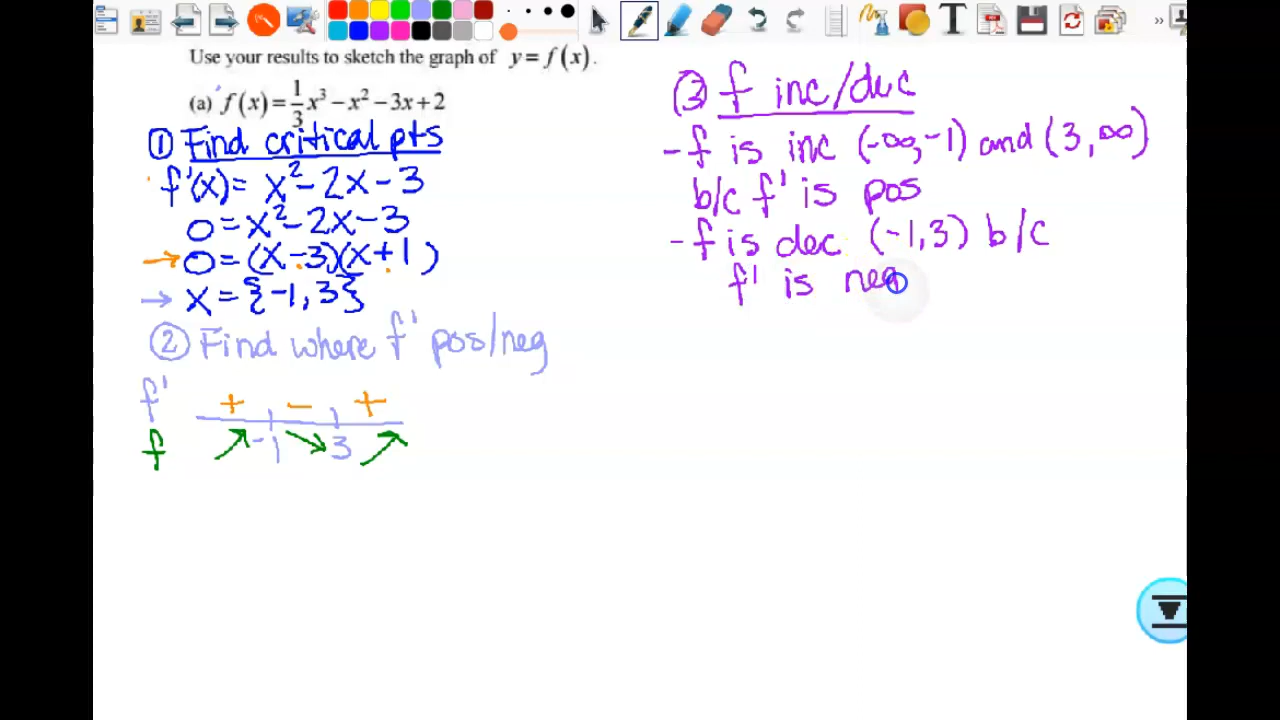 Use your results to sketch the graph of y = f(x).
(a) f(x) = 1/3 x³ − x² − 3x + 2
① Find critical pts
f'(x) = x² − 2x − 3
0 = x² − 2x − 3
→ 0 = (x − 3)(x + 1)
→ x = {-1, 3}
② Find where f' pos/neg
f' + − +
-1 3
f ↗ ↘ ↗
③ f inc/dec
- f is inc (-∞, -1) and (3, ∞)
b/c f' is pos
- f is dec (-1, 3) b/c
f' is neg